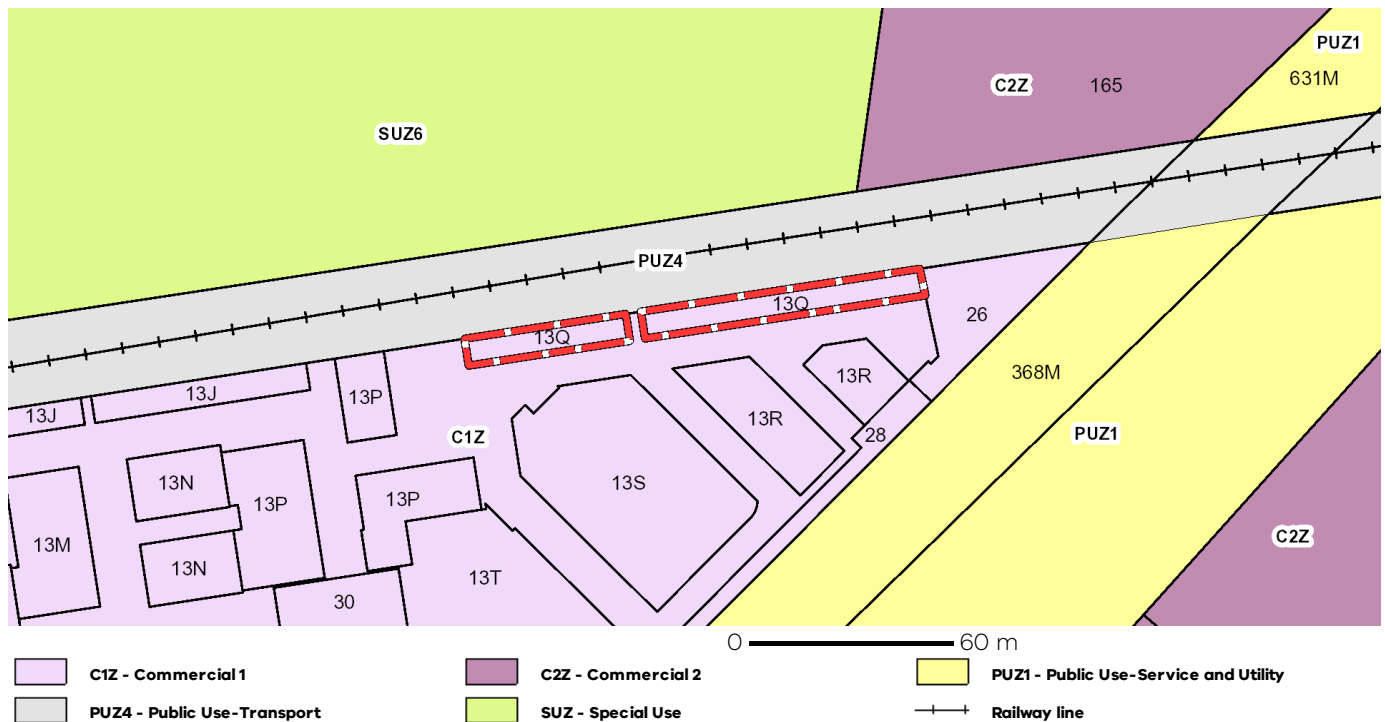 PUZ1
631M
C2Z 165
SUZ6
PUZ4
13Q
13Q
26
13J
13J
13P
13R
368M
13R
28
C1Z
PUZ1
13N
13P
13P
13S
13M
13N
13T
30
C2Z
0 60 m
C1Z - Commercial 1
C2Z - Commercial 2
PUZ1 - Public Use-Service and Utility
PUZ4 - Public Use-Transport
SUZ - Special Use
Railway line